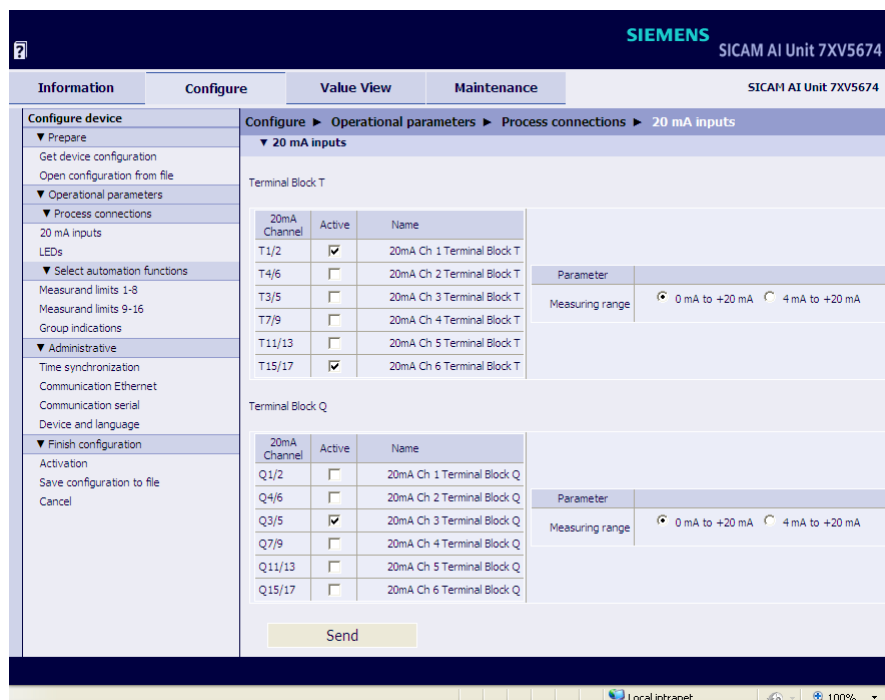 SIEMENS
?
SICAM AI Unit 7XV5674
Information Configure Value View Maintenance SICAM AI Unit 7XV5674
Configure device
▼ Prepare
Get device configuration
Open configuration from file
▼ Operational parameters
▼ Process connections
20 mA inputs
LEDs
▼ Select automation functions
Measurand limits 1-8
Measurand limits 9-16
Group indications
▼ Administrative
Time synchronization
Communication Ethernet
Communication serial
Device and language
▼ Finish configuration
Activation
Save configuration to file
Cancel
Configure ► Operational parameters ► Process connections ► 20 mA inputs
▼ 20 mA inputs
Terminal Block T
20mA Channel Active Name
T1/2 20mA Ch 1 Terminal Block T
T4/6 20mA Ch 2 Terminal Block T
T3/5 20mA Ch 3 Terminal Block T
T7/9 20mA Ch 4 Terminal Block T
T11/13 20mA Ch 5 Terminal Block T
T15/17 20mA Ch 6 Terminal Block T
Parameter
Measuring range 0 mA to +20 mA 4 mA to +20 mA
Terminal Block Q
20mA Channel Active Name
Q1/2 20mA Ch 1 Terminal Block Q
Q4/6 20mA Ch 2 Terminal Block Q
Q3/5 20mA Ch 3 Terminal Block Q
Q7/9 20mA Ch 4 Terminal Block Q
Q11/13 20mA Ch 5 Terminal Block Q
Q15/17 20mA Ch 6 Terminal Block Q
Parameter
Measuring range 0 mA to +20 mA 4 mA to +20 mA
Send
Local intranet 100%